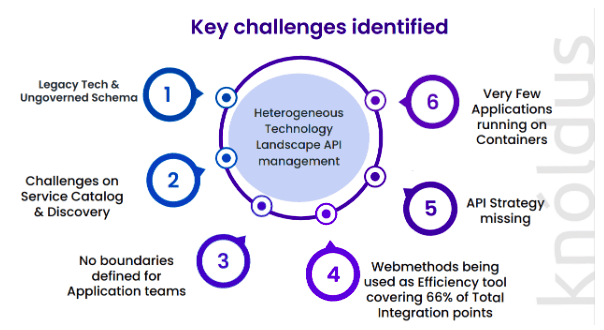 Key challenges identified
1
Legacy Tech &
Ungoverned Schema
2
Challenges on
Service Catalog
& Discovery
3
No boundaries
defined for
Application teams
4
Webmethods being
used as Efficiency tool
covering 66% of Total
Integration points
5
API Strategy
missing
6
Very Few
Applications
running on
Containers
Heterogeneous
Technology
Landscape API
management
knoldus